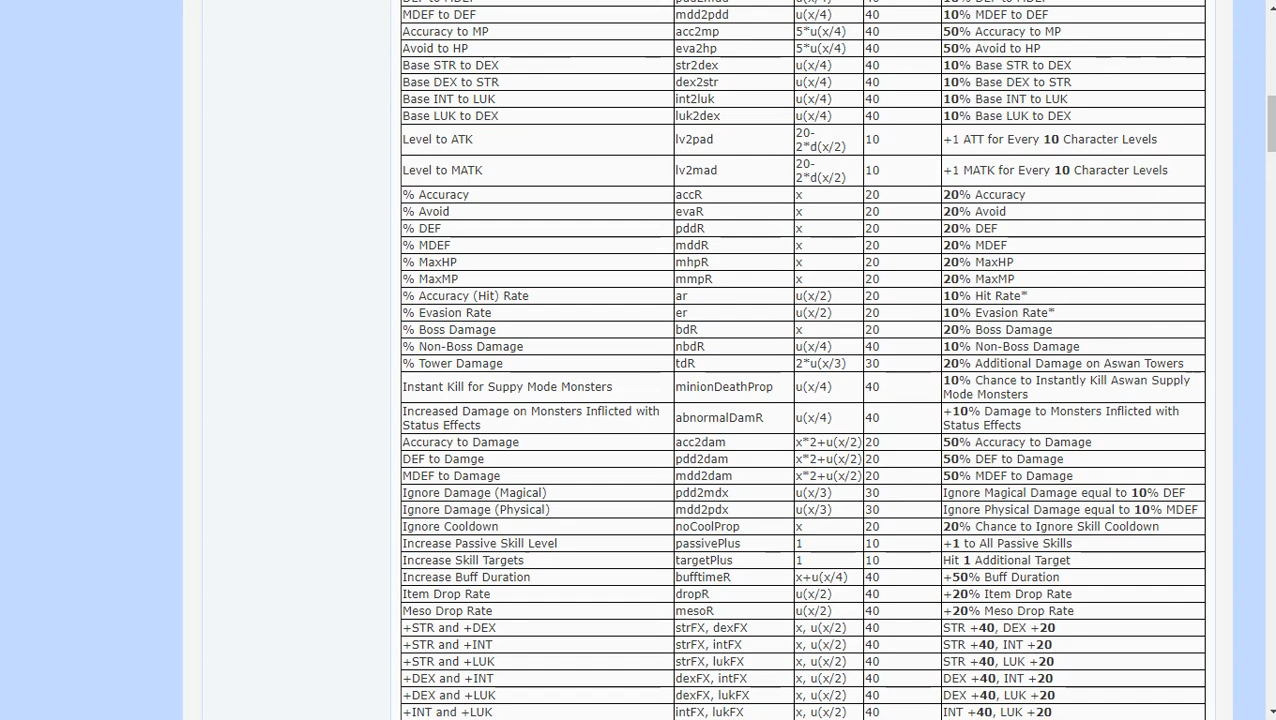 MDEF to DEF mdd2pdd u(x/4) 40 10% MDEF to DEF
Accuracy to MP acc2mp 5*u(x/4) 40 50% Accuracy to MP
Avoid to HP eva2hp 5*u(x/4) 40 50% Avoid to HP
Base STR to DEX str2dex u(x/4) 40 10% Base STR to DEX
Base DEX to STR dex2str u(x/4) 40 10% Base DEX to STR
Base INT to LUK int2luk u(x/4) 40 10% Base INT to LUK
Base LUK to DEX luk2dex u(x/4) 40 10% Base LUK to DEX
Level to ATK lv2pad 20-
2*d(x/2) 10 +1 ATT for Every 10 Character Levels
Level to MATK lv2mad 20-
2*d(x/2) 10 +1 MATK for Every 10 Character Levels
% Accuracy accR x 20 20% Accuracy
% Avoid evaR x 20 20% Avoid
% DEF pddR x 20 20% DEF
% MDEF mddR x 20 20% MDEF
% MaxHP mhpR x 20 20% MaxHP
% MaxMP mmpR x 20 20% MaxMP
% Accuracy (Hit) Rate ar u(x/2) 20 10% Hit Rate*
% Evasion Rate er u(x/2) 20 10% Evasion Rate*
% Boss Damage bdR x 20 20% Boss Damage
% Non-Boss Damage nbdR u(x/4) 40 10% Non-Boss Damage
% Tower Damage tdR 2*u(x/3) 30 20% Additional Damage on Aswan Towers
Instant Kill for Suppy Mode Monsters minionDeathProp u(x/4) 40 10% Chance to Instantly Kill Aswan Supply
Mode Monsters
Increased Damage on Monsters Inflicted with
Status Effects abnormalDamR u(x/4) 40 +10% Damage to Monsters Inflicted with
Status Effects
Accuracy to Damage acc2dam x*2+u(x/2) 20 50% Accuracy to Damage
DEF to Damge pdd2dam x*2+u(x/2) 20 50% DEF to Damage
MDEF to Damage mdd2dam x*2+u(x/2) 20 50% MDEF to Damage
Ignore Damage (Magical) pdd2mdx u(x/3) 30 Ignore Magical Damage equal to 10% DEF
Ignore Damage (Physical) mdd2pdx u(x/3) 30 Ignore Physical Damage equal to 10% MDEF
Ignore Cooldown noCoolProp x 20 20% Chance to Ignore Skill Cooldown
Increase Passive Skill Level passivePlus 1 10 +1 to All Passive Skills
Increase Skill Targets targetPlus 1 10 Hit 1 Additional Target
Increase Buff Duration bufftimeR x+u(x/4) 40 +50% Buff Duration
Item Drop Rate dropR u(x/2) 40 +20% Item Drop Rate
Meso Drop Rate mesoR u(x/2) 40 +20% Meso Drop Rate
+STR and +DEX strFX, dexFX x, u(x/2) 40 STR +40, DEX +20
+STR and +INT strFX, intFX x, u(x/2) 40 STR +40, INT +20
+STR and +LUK strFX, lukFX x, u(x/2) 40 STR +40, LUK +20
+DEX and +INT dexFX, intFX x, u(x/2) 40 DEX +40, INT +20
+DEX and +LUK dexFX, lukFX x, u(x/2) 40 DEX +40, LUK +20
+INT and +LUK intFX, lukFX x, u(x/2) 40 INT +40, LUK +20